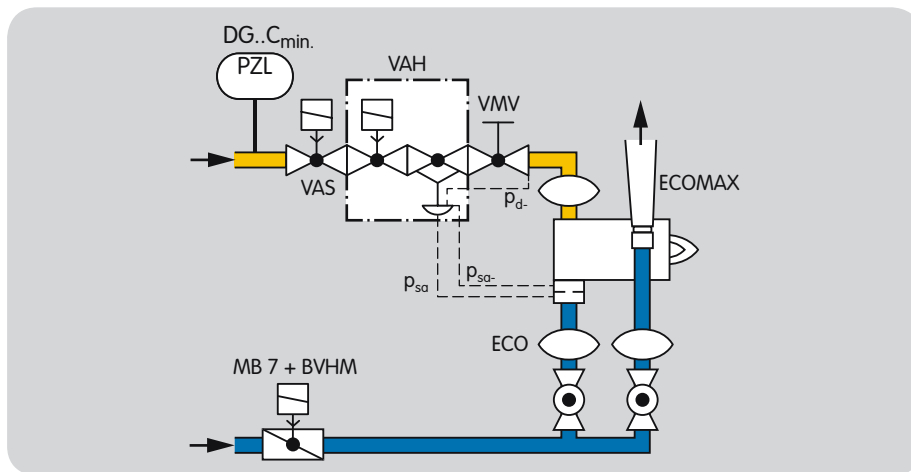 DG..Cmin.
PZL
VAH
VMV
VAS
ECOMAX
pd-
psa
psa-
ECO
MB 7 + BVHM